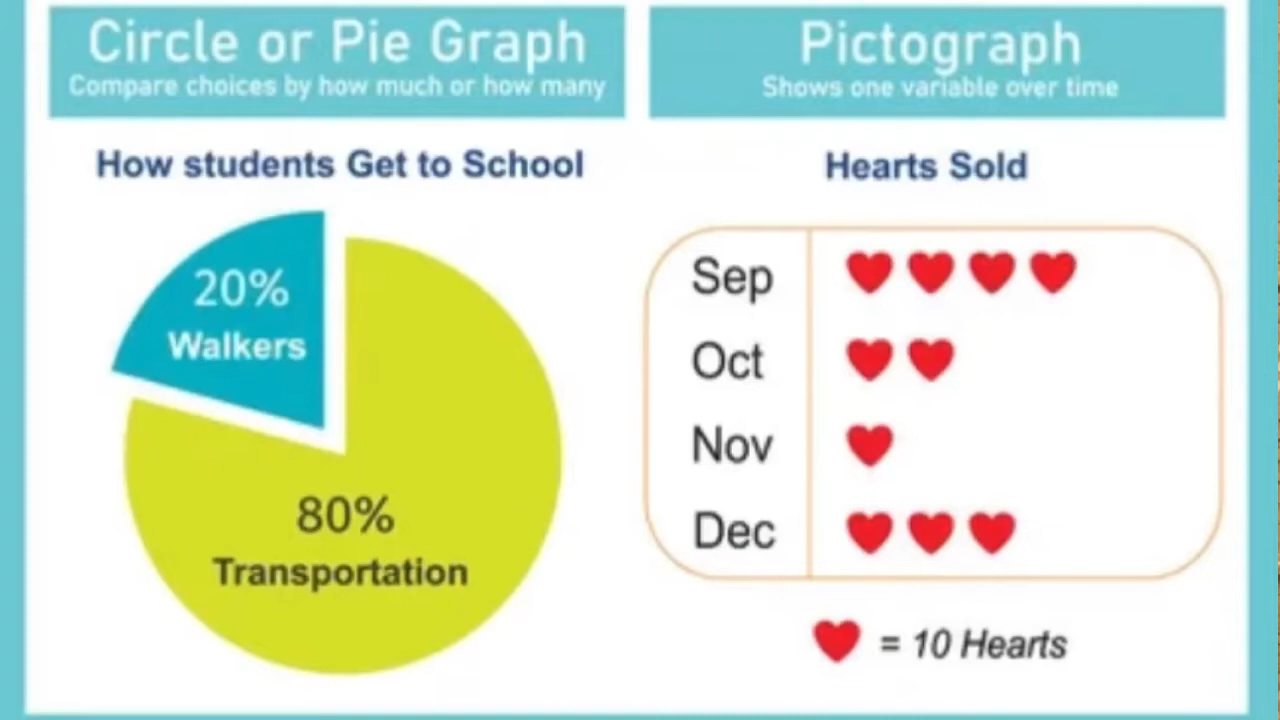 Circle or Pie Graph
Compare choices by how much or how many
How students Get to School
20%
Walkers
80%
Transportation
Pictograph
Shows one variable over time
Hearts Sold
Sep
Oct
Nov
Dec
= 10 Hearts